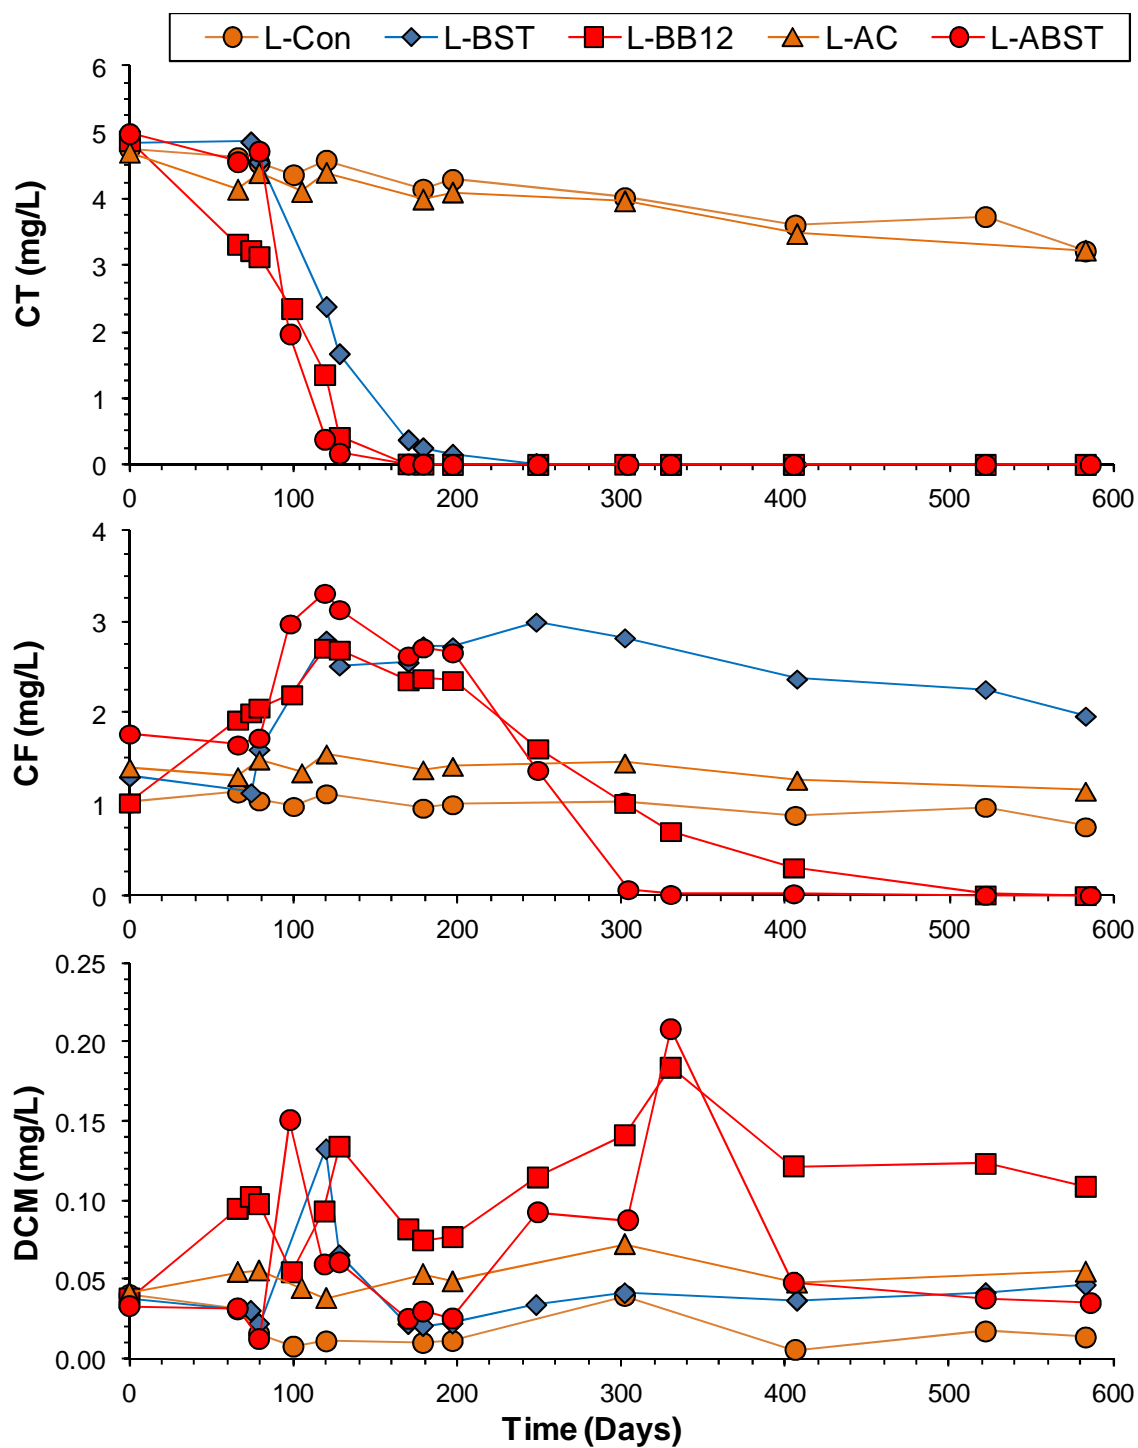 L-Con L-BST L-BB12 L-AC L-ABST
6
5
4
3
2
1
0
CT (mg/L)
0 100 200 300 400 500 600
4
3
2
1
0
CF (mg/L)
0 100 200 300 400 500 600
0.25
0.20
0.15
0.10
0.05
0.00
DCM (mg/L)
0 100 200 300 400 500 600
Time (Days)